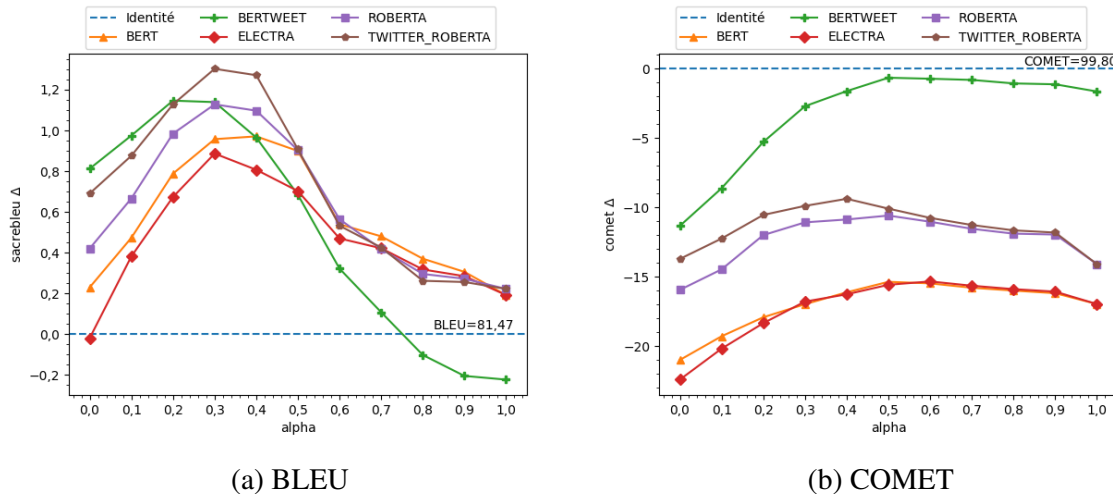 Identité BERTWEET ROBERTA
BERT ELECTRA TWITTER_ROBERTA
sacrebleu Δ
1,2
1,0
0,8
0,6
0,4
0,2
0,0
−0,2
BLEU=81,47
0,0 0,1 0,2 0,3 0,4 0,5 0,6 0,7 0,8 0,9 1,0
alpha
(a) BLEU
Identité BERTWEET ROBERTA
BERT ELECTRA TWITTER_ROBERTA
comet Δ
0
−5
−10
−15
−20
COMET=99,80
0,0 0,1 0,2 0,3 0,4 0,5 0,6 0,7 0,8 0,9 1,0
alpha
(b) COMET